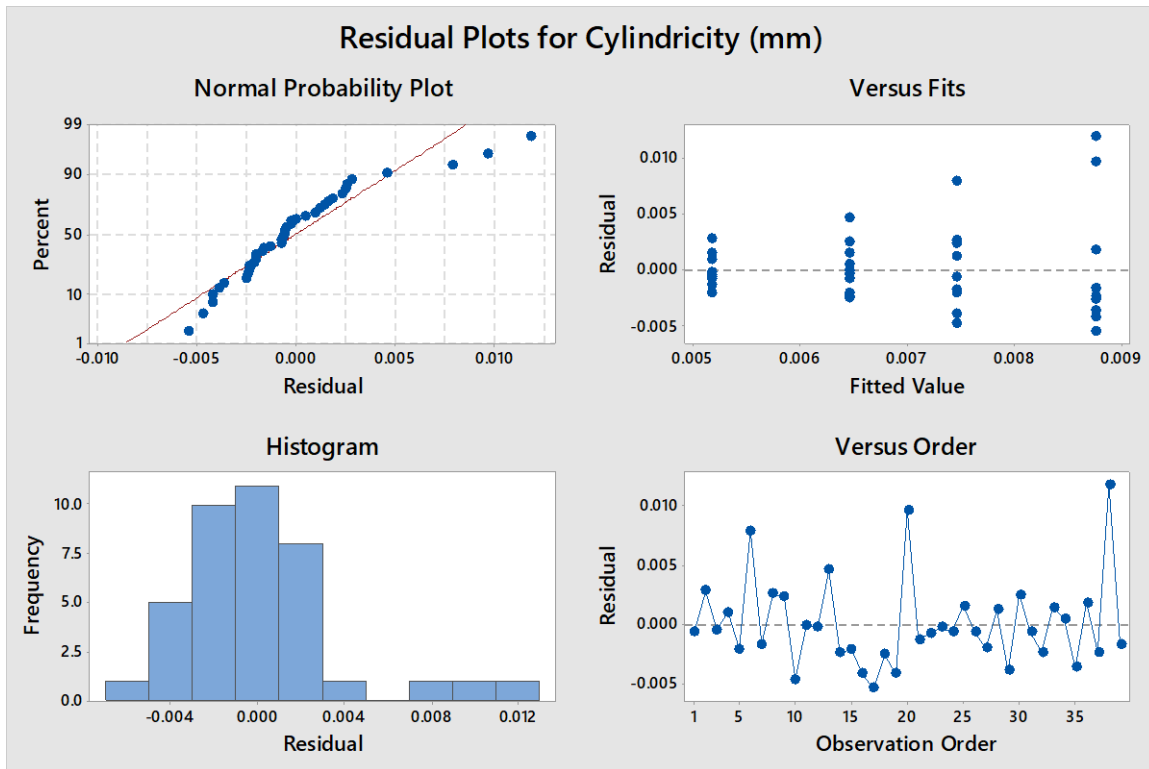 Residual Plots for Cylindricity (mm)
Normal Probability Plot
99
90
50
10
1
Percent
-0.010 -0.005 0.000 0.005 0.010
Residual
Versus Fits
0.010
0.005
0.000
-0.005
Residual
0.005 0.006 0.007 0.008 0.009
Fitted Value
Histogram
10.0
7.5
5.0
2.5
0.0
Frequency
-0.004 0.000 0.004 0.008 0.012
Residual
Versus Order
0.010
0.005
0.000
-0.005
Residual
1 5 10 15 20 25 30 35
Observation Order